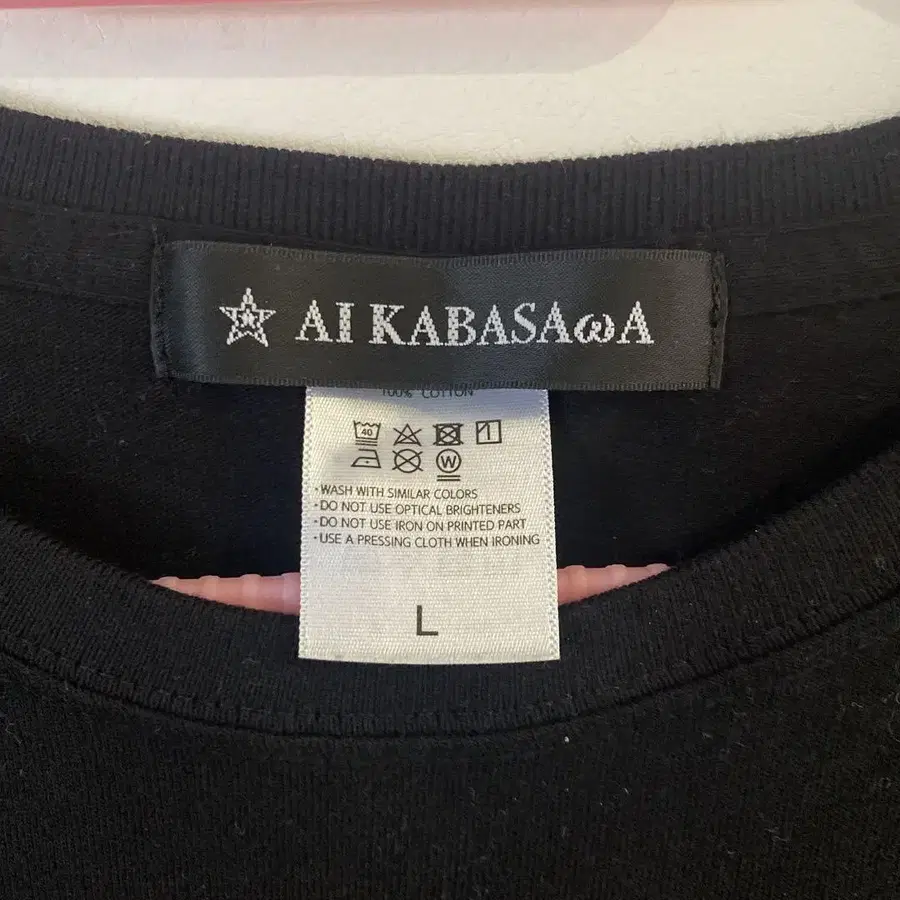 AI KABASAωA
100% COTTON
40
W
·WASH WITH SIMILAR COLORS
·DO NOT USE OPTICAL BRIGHTENERS
·DO NOT USE IRON ON PRINTED PART
·USE A PRESSING CLOTH WHEN IRONING
L